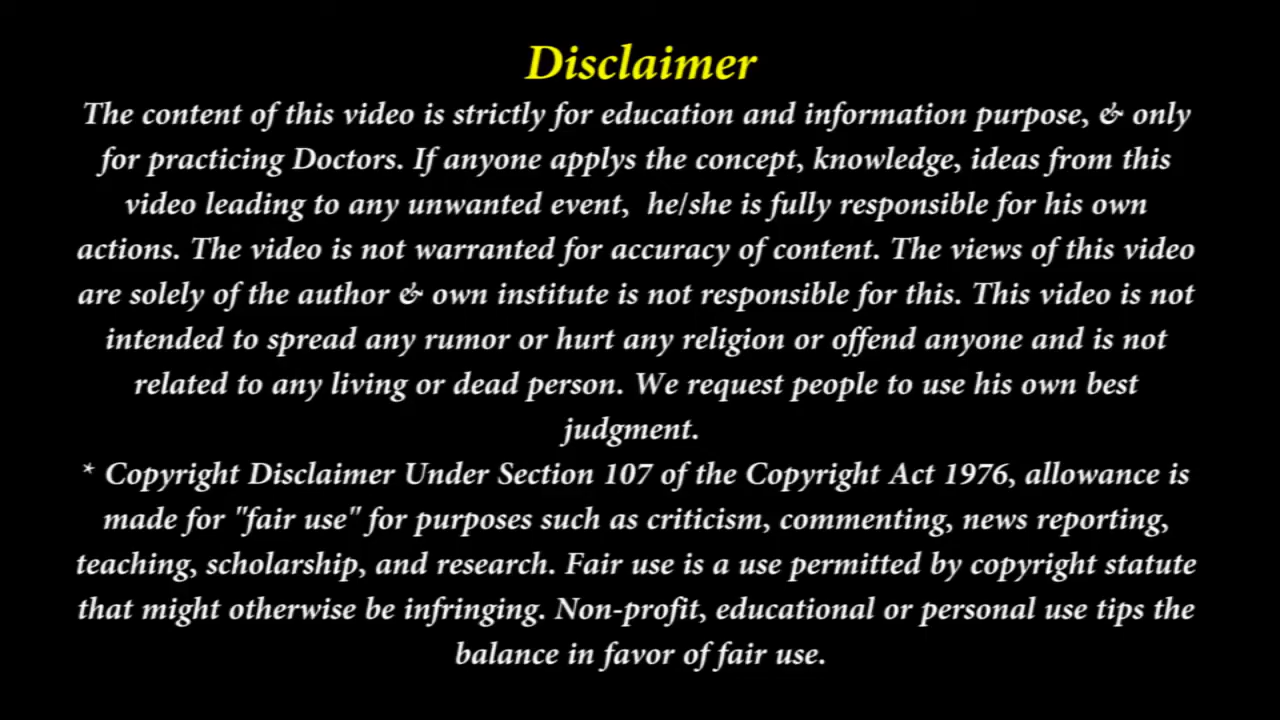 Disclaimer
The content of this video is strictly for education and information purpose, & only
for practicing Doctors. If anyone applys the concept, knowledge, ideas from this
video leading to any unwanted event,  he/she is fully responsible for his own
actions. The video is not warranted for accuracy of content. The views of this video
are solely of the author & own institute is not responsible for this. This video is not
intended to spread any rumor or hurt any religion or offend anyone and is not
related to any living or dead person. We request people to use his own best
judgment.
* Copyright Disclaimer Under Section 107 of the Copyright Act 1976, allowance is
made for "fair use" for purposes such as criticism, commenting, news reporting,
teaching, scholarship, and research. Fair use is a use permitted by copyright statute
that might otherwise be infringing. Non-profit, educational or personal use tips the
balance in favor of fair use.